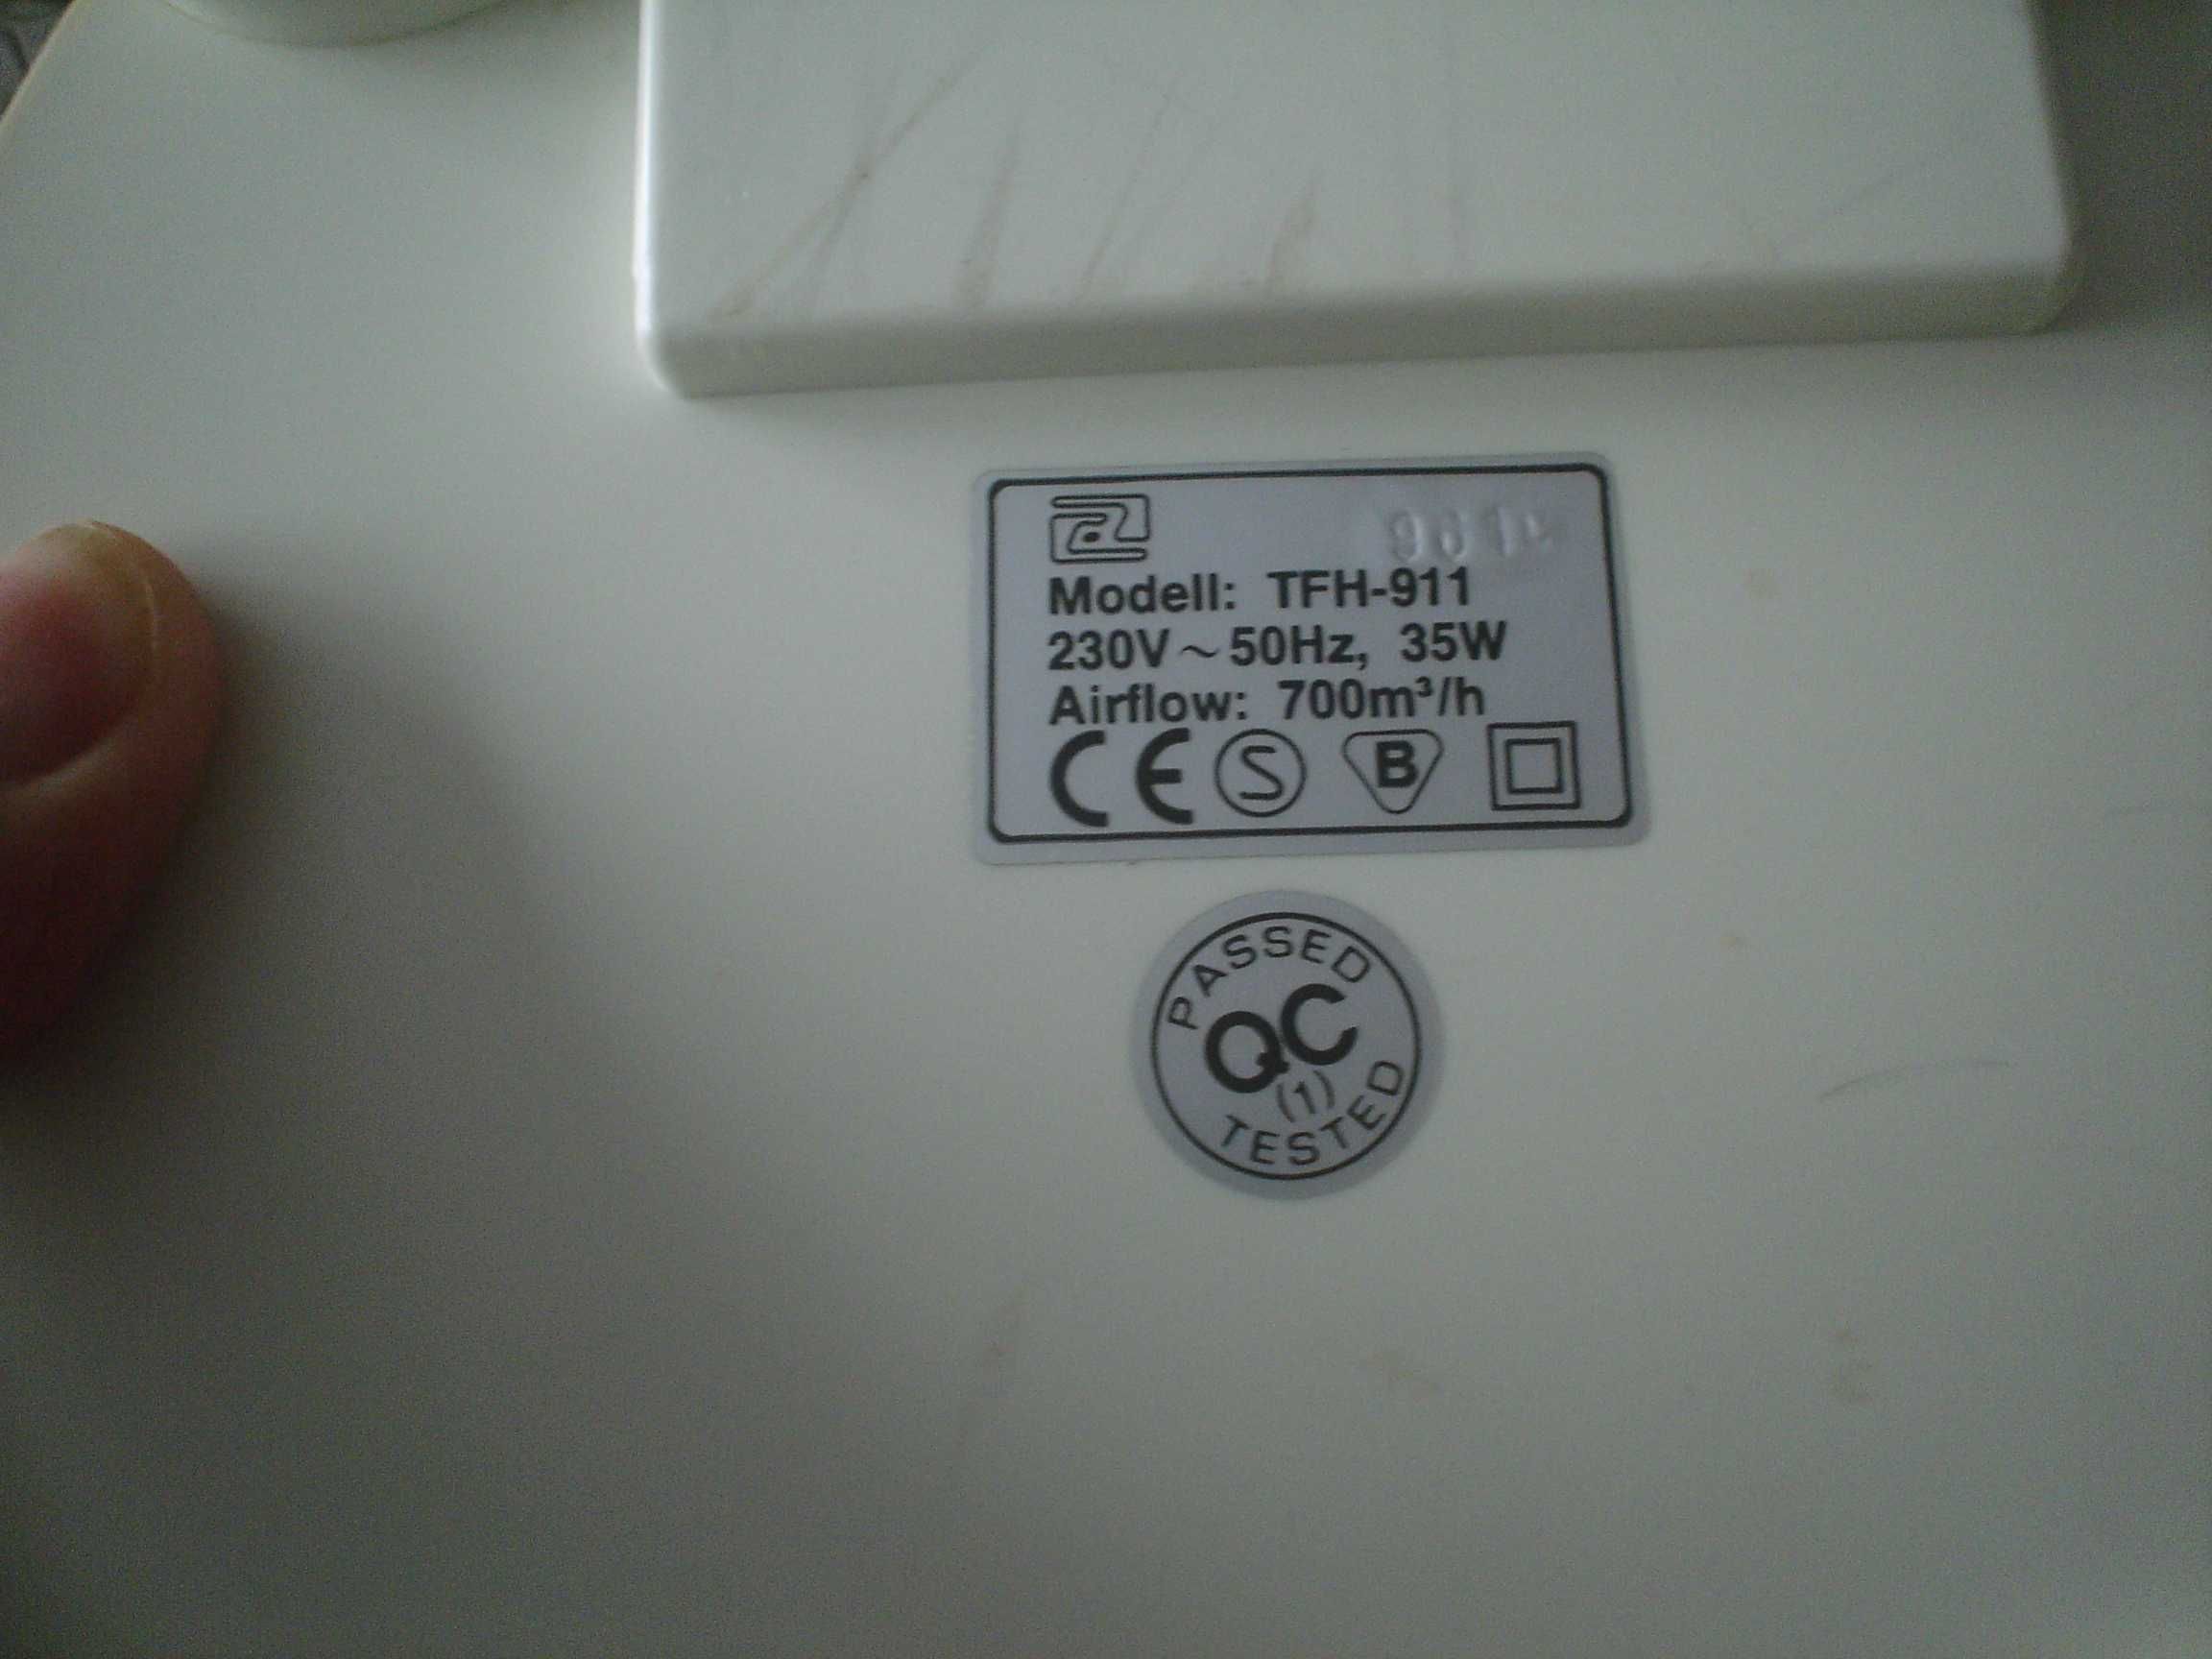 Modell: TFH-911
230V~50Hz, 35W
Airflow: 700m³/h
CE S B
PASSED
QC
(1)
TESTED